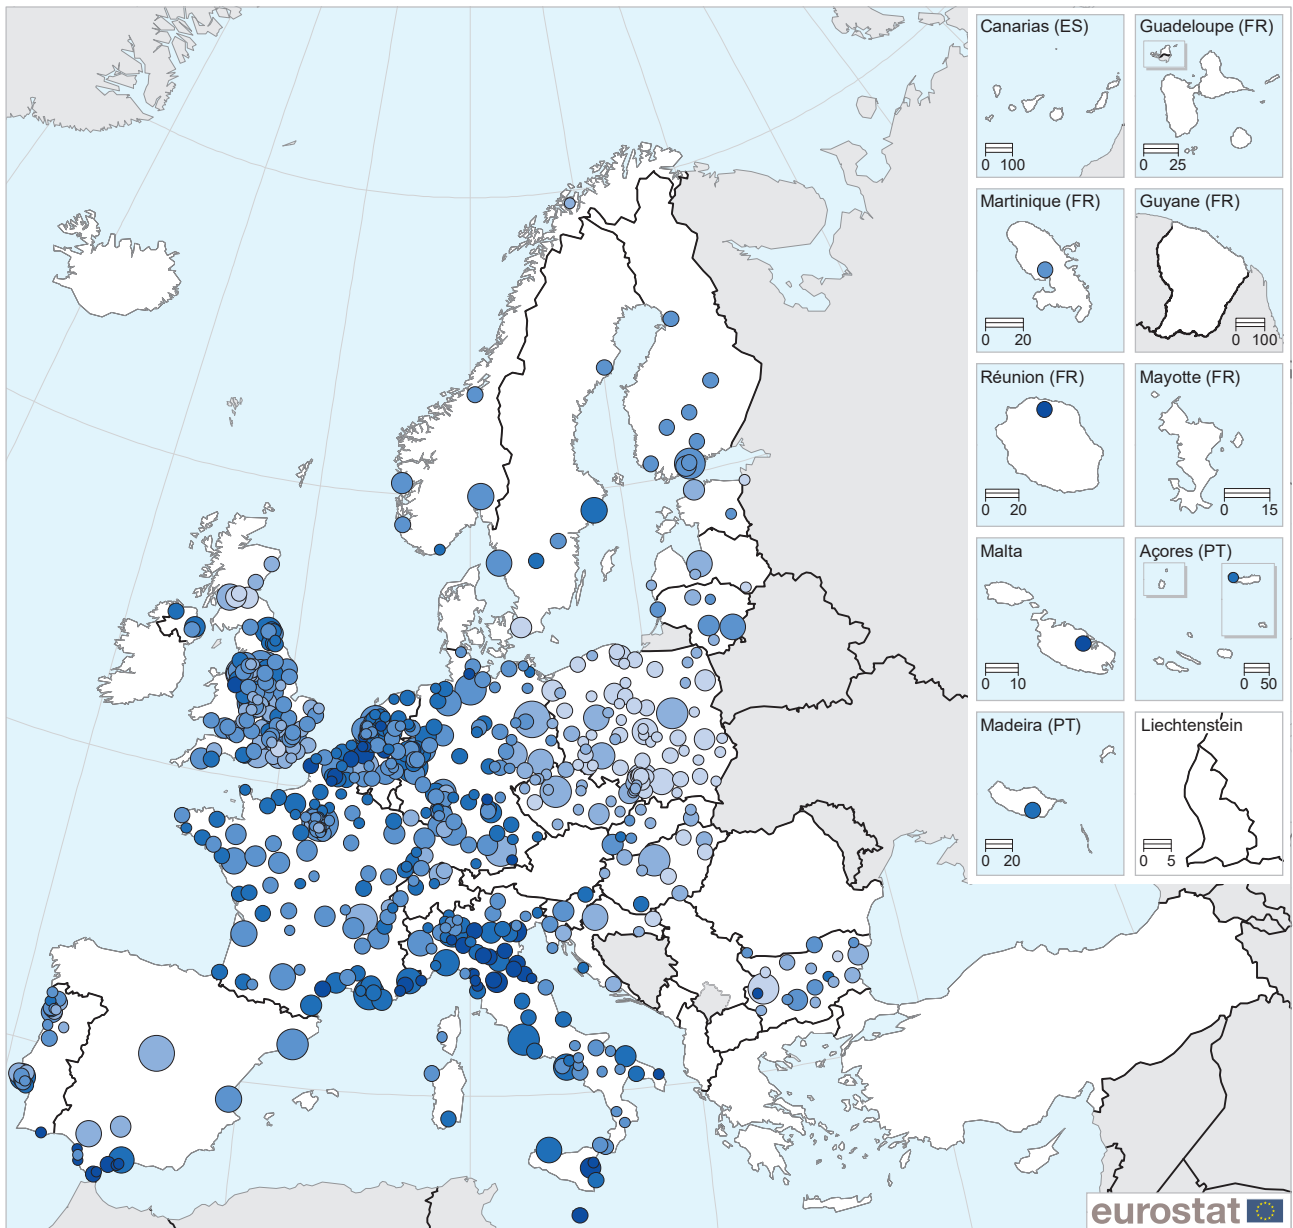 Canarias (ES)
0 100
Guadeloupe (FR)
0 25
Martinique (FR)
0 20
Guyane (FR)
0 100
Réunion (FR)
0 20
Mayotte (FR)
0 15
Malta
0 10
Açores (PT)
0 50
Madeira (PT)
0 20
Liechtenstein
0 5
eurostat